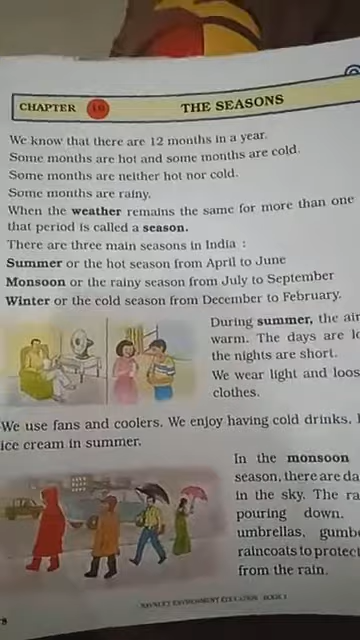 CHAPTER 10 THE SEASONS
We know that there are 12 months in a year.
Some months are hot and some months are cold.
Some months are neither hot nor cold.
Some months are rainy.
When the weather remains the same for more than one
that period is called a season.
There are three main seasons in India :
Summer or the hot season from April to June
Monsoon or the rainy season from July to September
Winter or the cold season from December to February.
During summer, the air
warm. The days are
the nights are short.
We wear light and
clothes.
We use fans and coolers. We enjoy having cold drinks,
ice cream in summer.
In the monsoon
season, there are
in the sky. The
pouring down.
umbrellas,
raincoats to
from the rain.
ENVIRONMENT EDUCATION BOOK 1